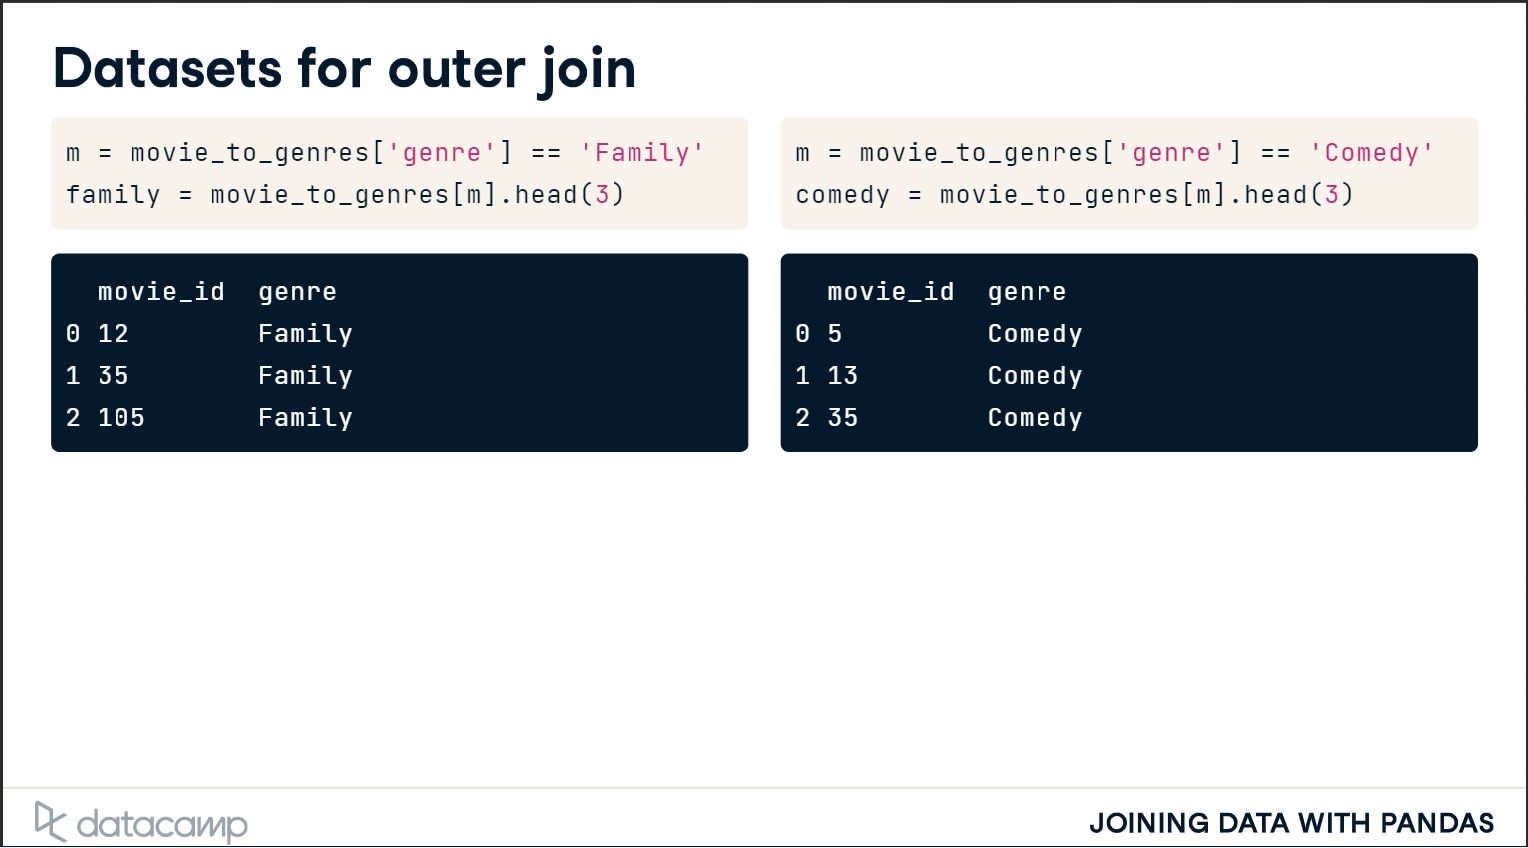 Datasets for outer join
m = movie_to_genres['genre'] == 'Family'
family = movie_to_genres[m].head(3)
movie_id genre
0 12 Family
1 35 Family
2 105 Family
m = movie_to_genres['genre'] == 'Comedy'
comedy = movie_to_genres[m].head(3)
movie_id genre
0 5 Comedy
1 13 Comedy
2 35 Comedy
datacamp
JOINING DATA WITH PANDAS